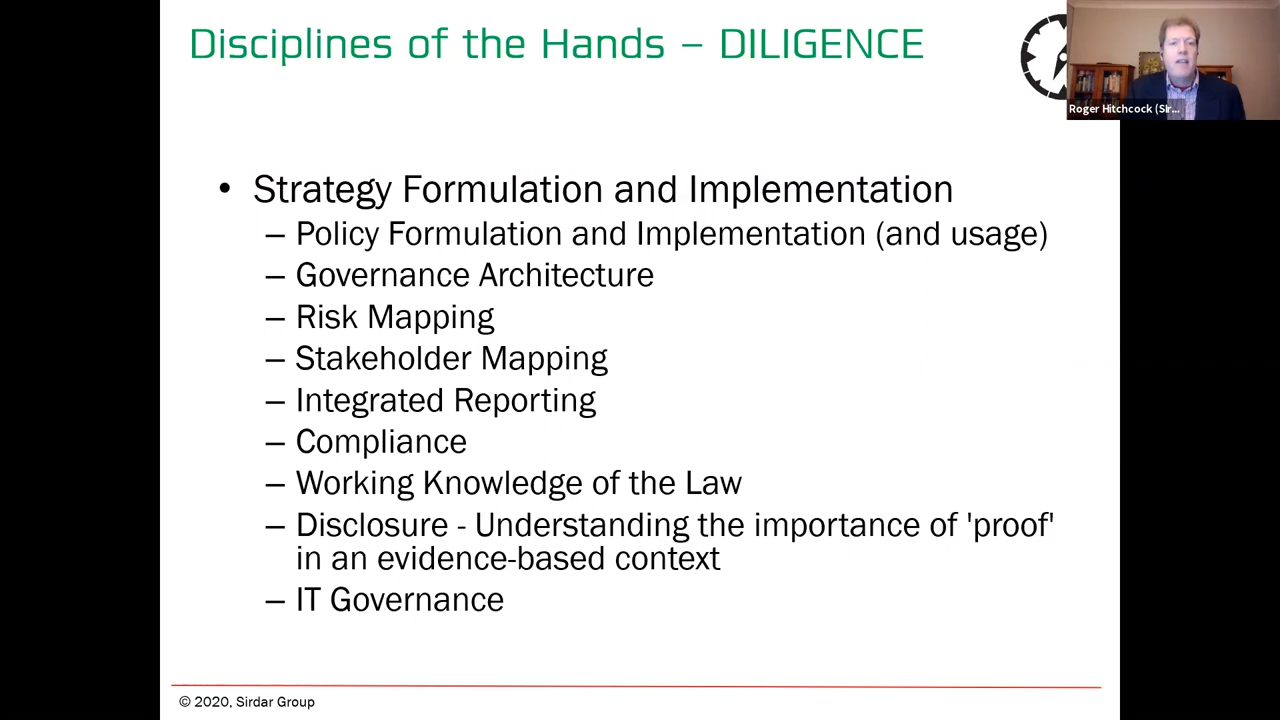 Disciplines of the Hands – DILIGENCE
Roger Hitchcock (Sir...
• Strategy Formulation and Implementation
– Policy Formulation and Implementation (and usage)
– Governance Architecture
– Risk Mapping
– Stakeholder Mapping
– Integrated Reporting
– Compliance
– Working Knowledge of the Law
– Disclosure - Understanding the importance of 'proof'
in an evidence-based context
– IT Governance
© 2020, Sirdar Group